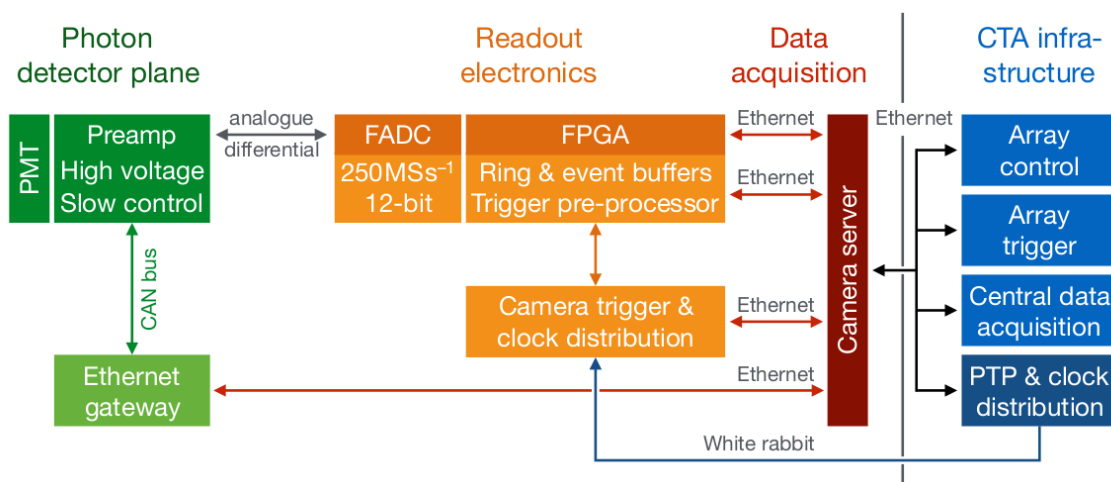 Photon
detector plane
Readout
electronics
Data
acquisition
CTA infra-
structure
PMT
Preamp
High voltage
Slow control
analogue
differential
FADC
250MSs⁻¹
12-bit
FPGA
Ring & event buffers
Trigger pre-processor
Ethernet
Ethernet
Ethernet
Camera server
Array
control
Array
trigger
Central data
acquisition
PTP & clock
distribution
CAN bus
Camera trigger &
clock distribution
Ethernet
Ethernet
gateway
Ethernet
White rabbit